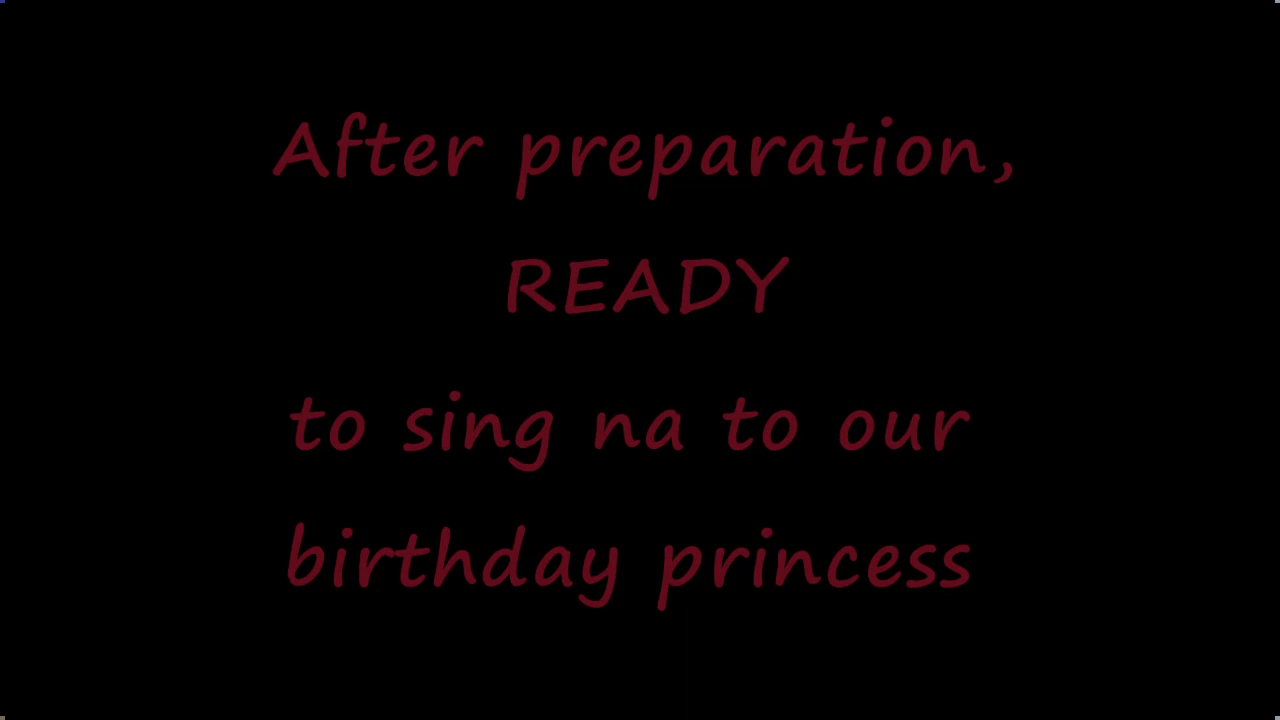 After preparation,
READY
to sing na to our
birthday princess